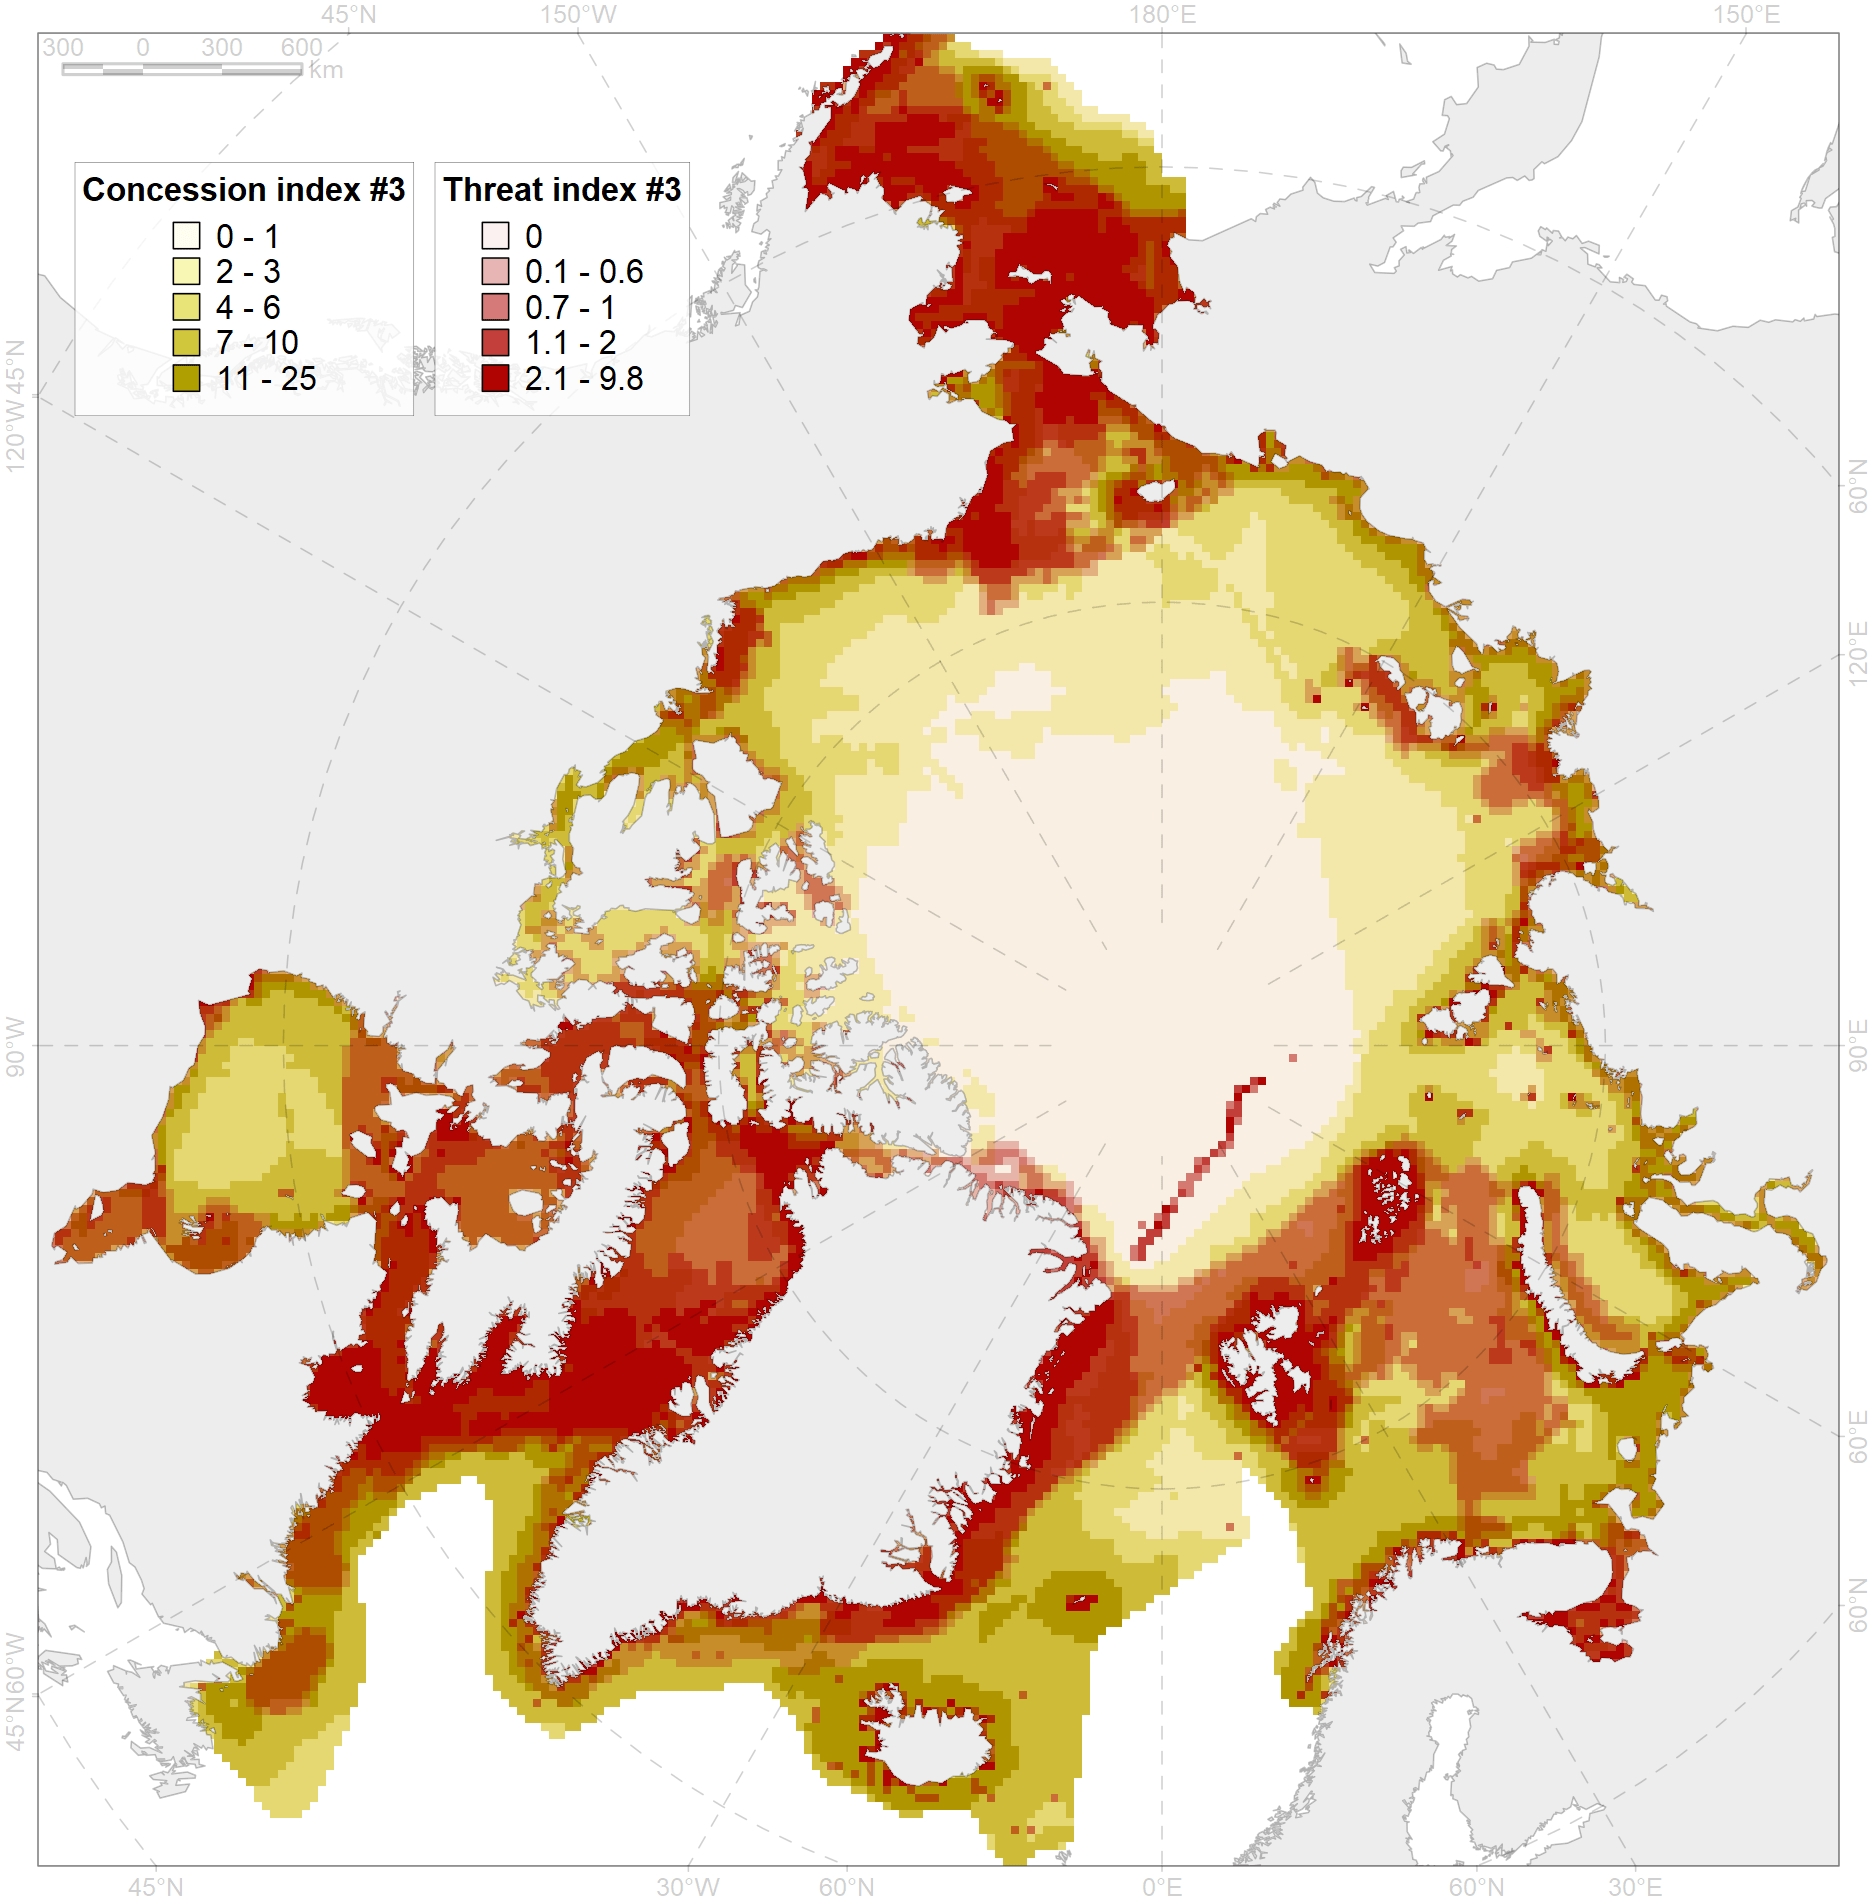 45°N 150°W 180°E 150°E
300 0 300 600
km
Concession index #3
0 - 1
2 - 3
4 - 6
7 - 10
11 - 25
Threat index #3
0
0.1 - 0.6
0.7 - 1
1.1 - 2
2.1 - 9.8
45°N
120°W
90°W
60°W
45°N
60°N
120°E
90°E
60°E
60°N
45°N 30°W 60°N 0°E 60°N 30°E